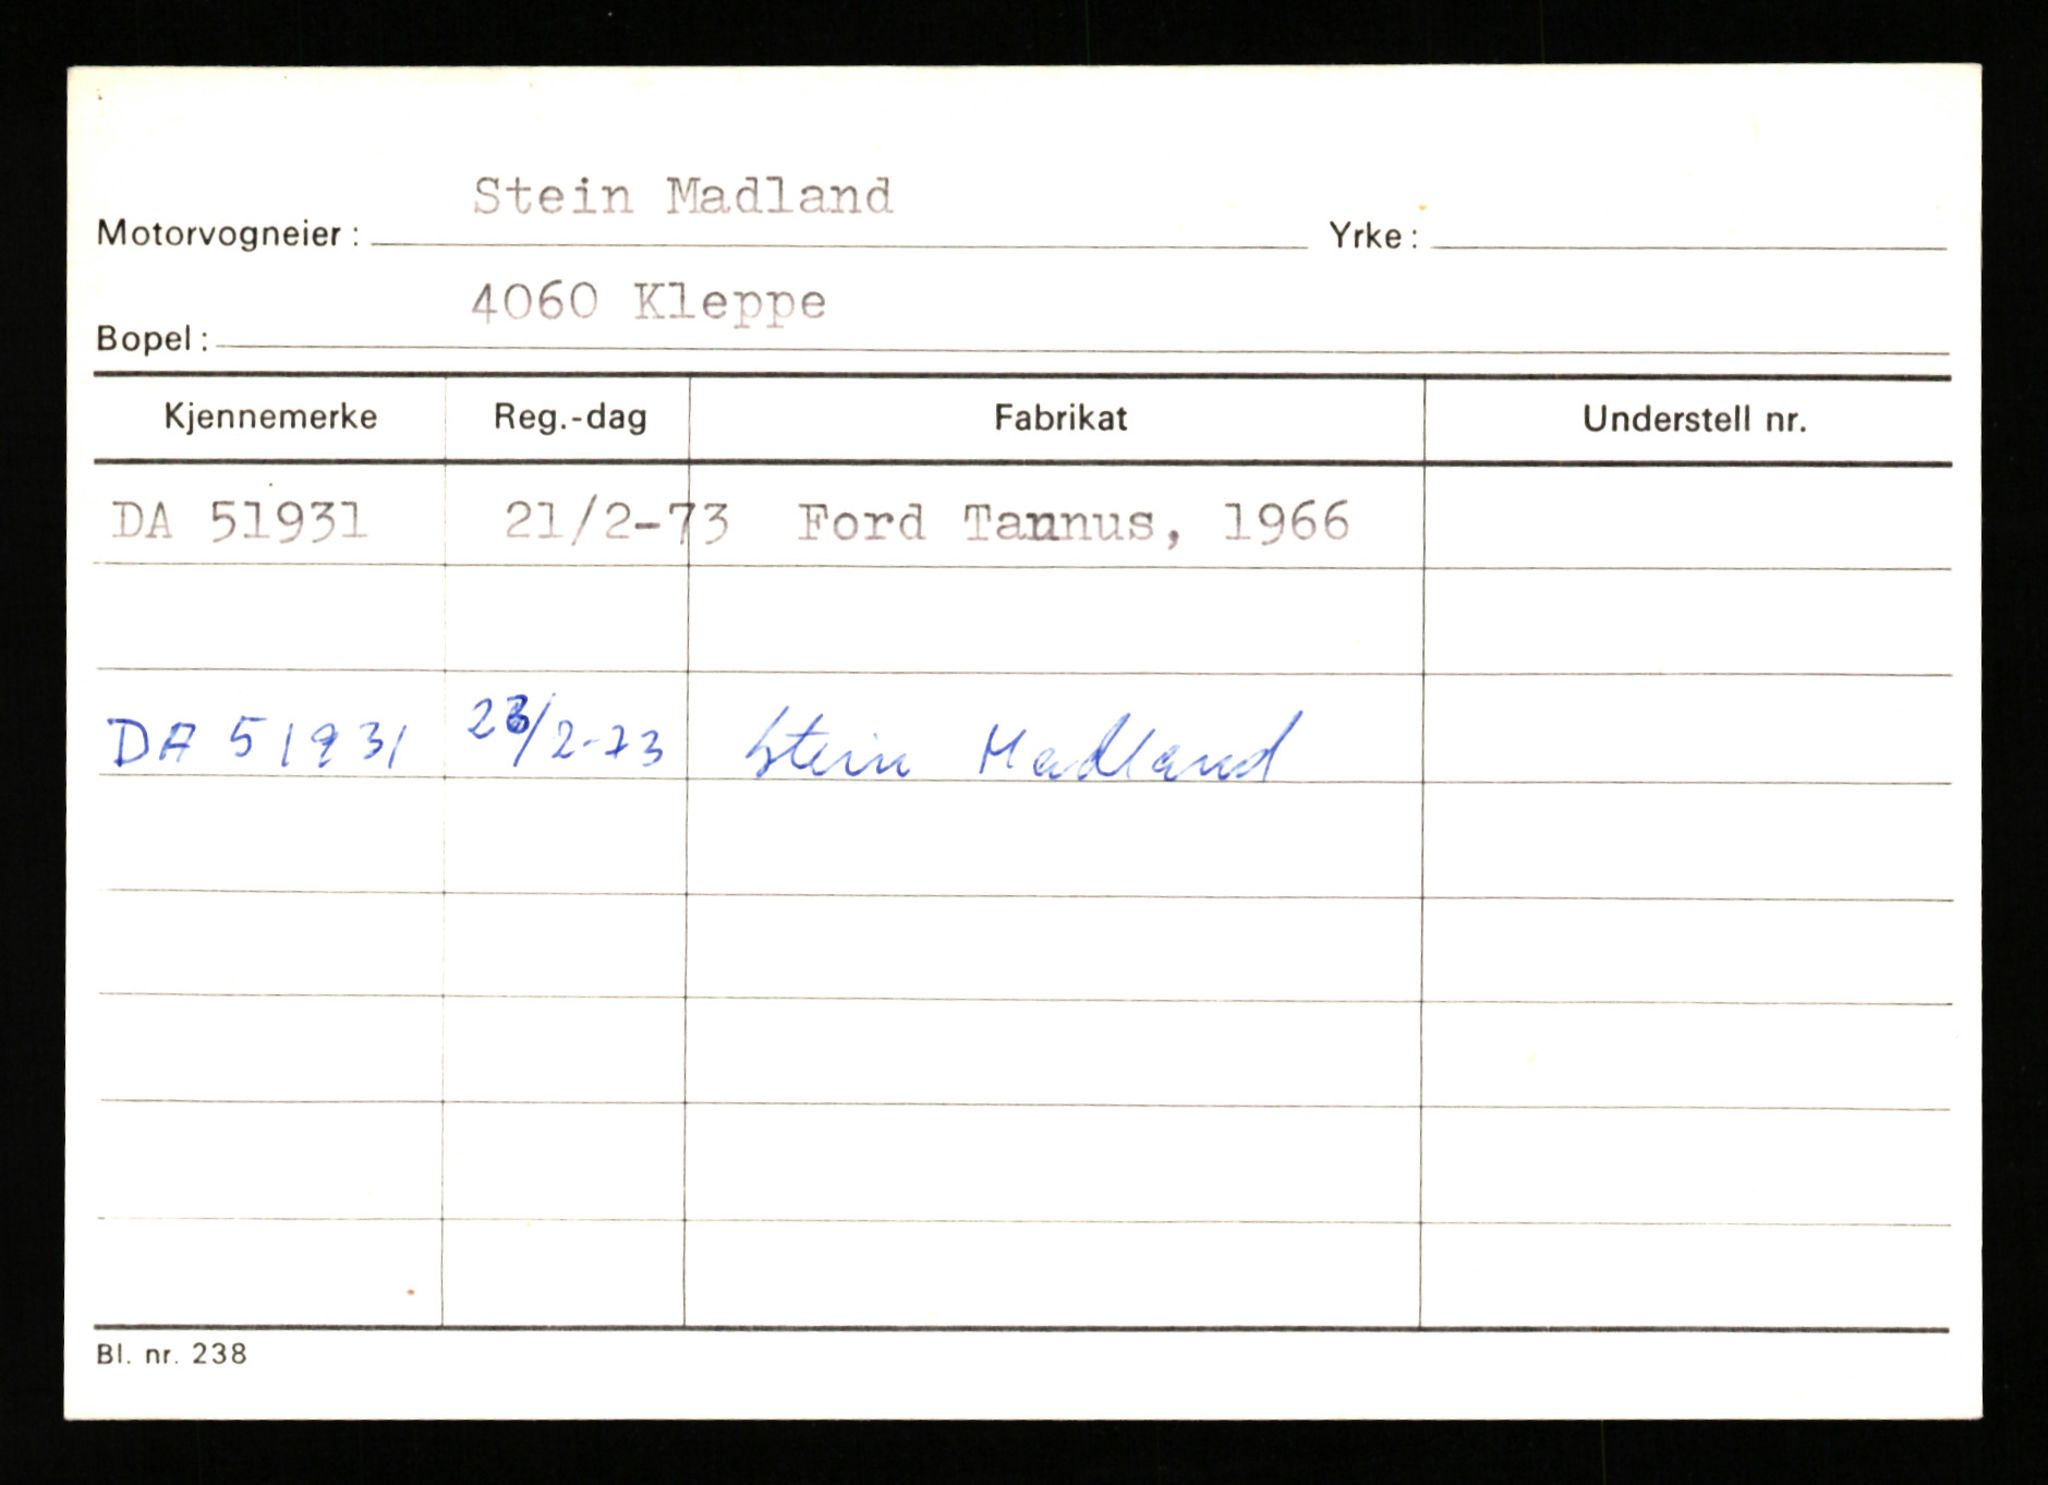 Stein Madland
Motorvogneier: Yrke:
4060 Kleppe
Bopel:
Kjennemerke Reg.-dag Fabrikat Understell nr.
DA 51931 21/2-73 Ford Tannus, 1966
DA 51931 23/2-73 Stein Madland
Bl. nr. 238